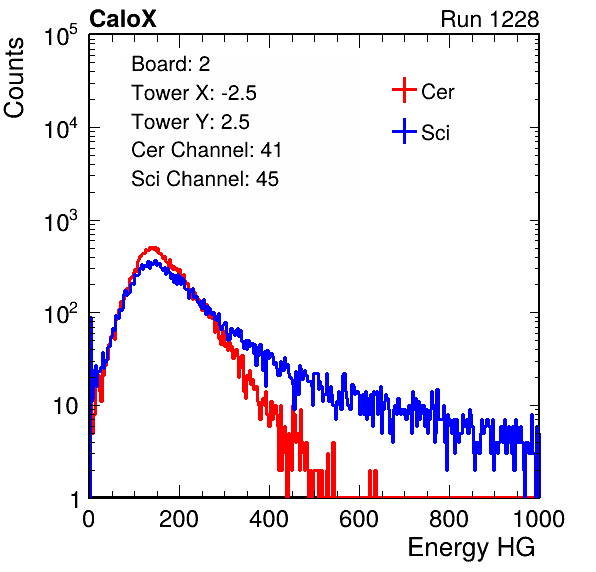 CaloX Run 1228
Counts
Board: 2
Tower X: -2.5
Tower Y: 2.5
Cer Channel: 41
Sci Channel: 45
Cer
Sci
10^5
10^4
10^3
10^2
10
1
0 200 400 600 800 1000
Energy HG